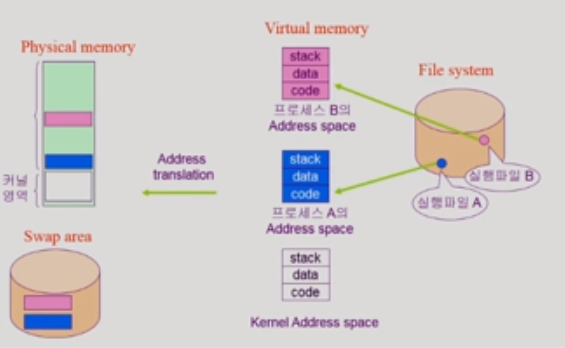 Virtual memory
Physical memory
File system
stack
data
code
프로세스 B의
Address space
Address
translation
stack
data
code
프로세스 A의
Address space
실행파일 B
실행파일 A
커널
영역
Swap area
stack
data
code
Kernel Address space